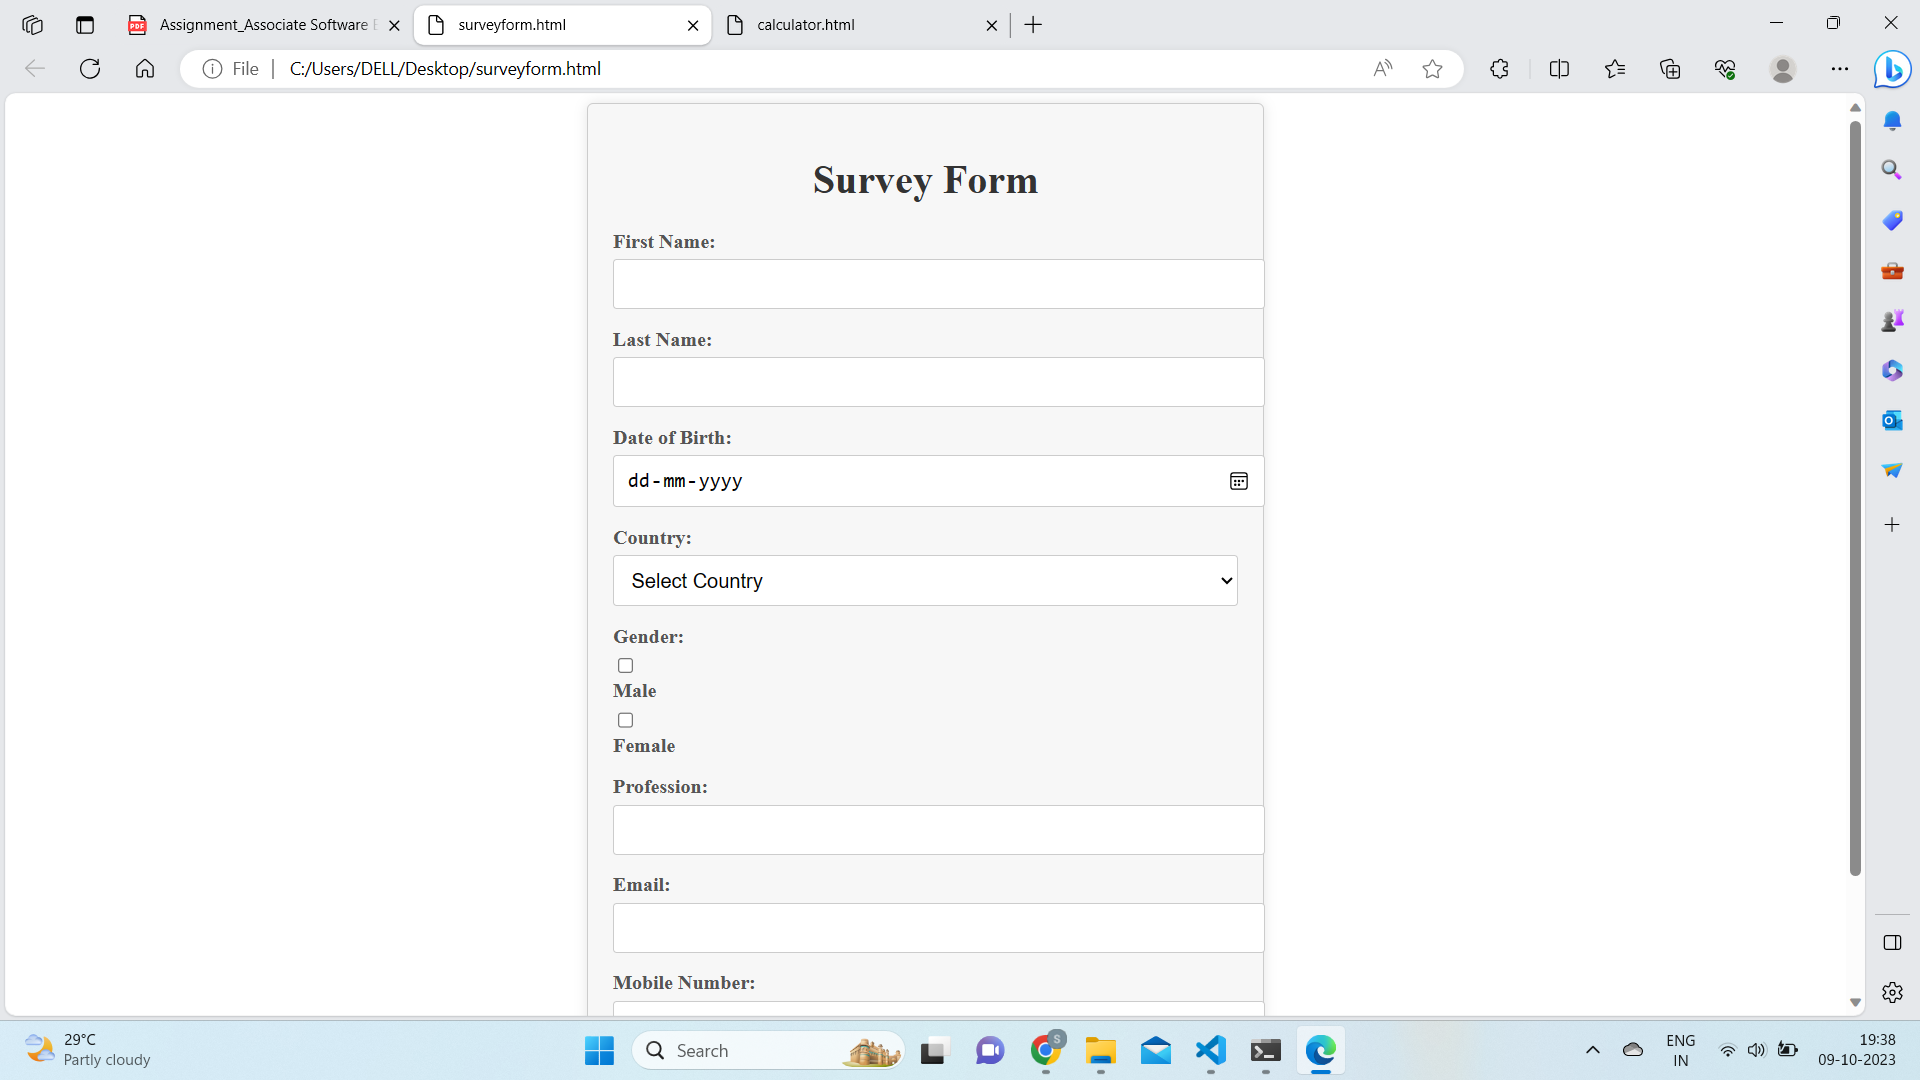 Assignment_Associate Software E
surveyform.html
calculator.html
File
C:/Users/DELL/Desktop/surveyform.html
Survey Form
First Name:
Last Name:
Date of Birth:
dd-mm-yyyy
Country:
Select Country
Gender:
Male
Female
Profession:
Email:
Mobile Number:
29°C
Partly cloudy
Search
S
ENG
IN
19:38
09-10-2023